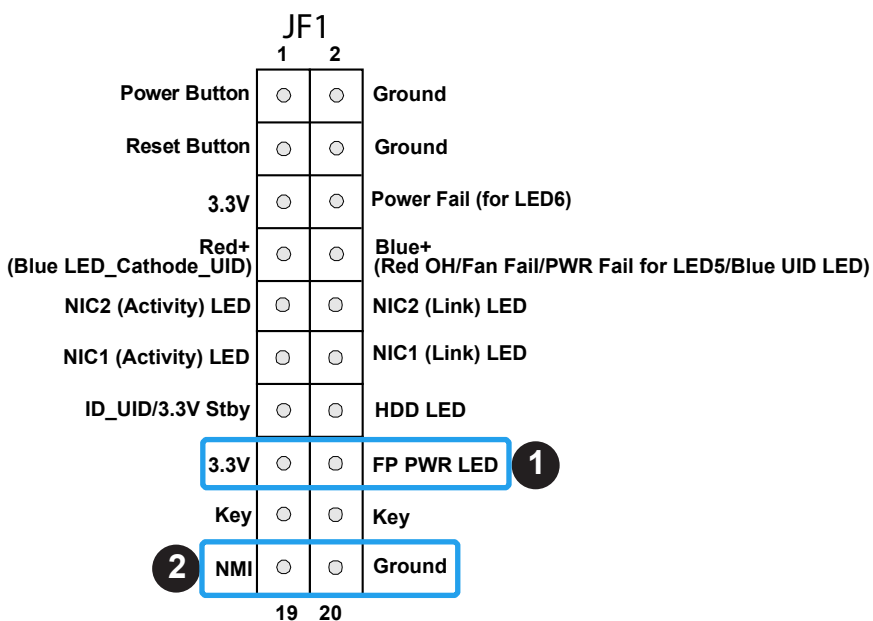 JF1
1 2
Power Button Ground
Reset Button Ground
3.3V Power Fail (for LED6)
Red+ Blue+
(Blue LED_Cathode_UID) (Red OH/Fan Fail/PWR Fail for LED5/Blue UID LED)
NIC2 (Activity) LED NIC2 (Link) LED
NIC1 (Activity) LED NIC1 (Link) LED
ID_UID/3.3V Stby HDD LED
3.3V FP PWR LED 1
Key Key
2 NMI Ground
19 20